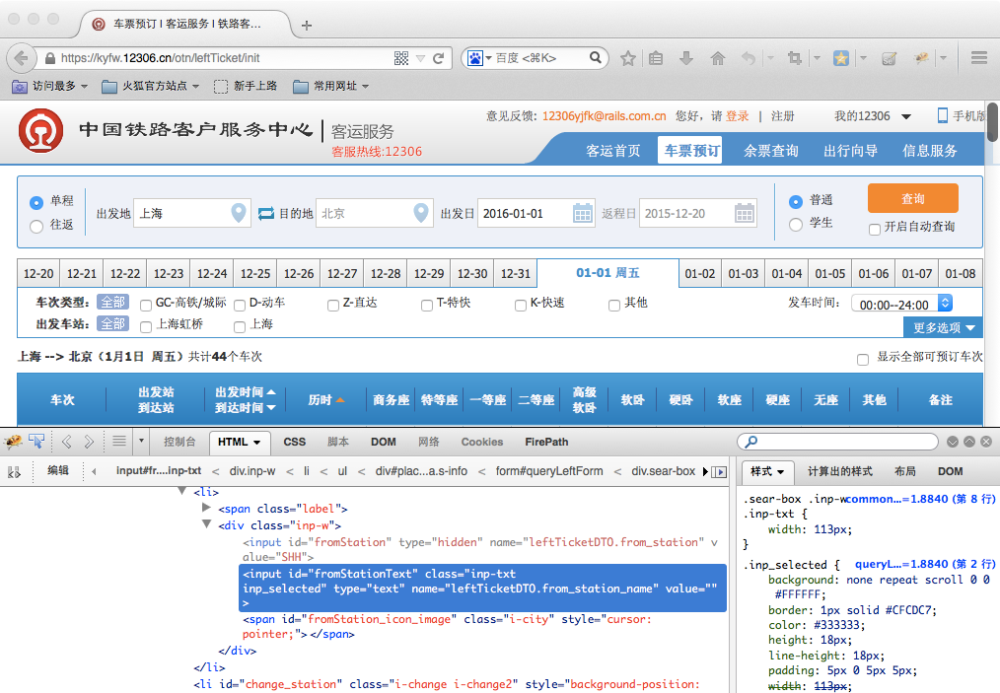 车票预订 | 客运服务 | 铁路客...
https://kyfw.12306.cn/otn/leftTicket/init
百度 <⌘K>
访问最多
火狐官方站点
新手上路
常用网址
中国铁路客户服务中心
客运服务
客服热线:12306
意见反馈: 12306yjfk@rails.com.cn 您好，请 登录 | 注册 我的12306 手机版
客运首页 车票预订 余票查询 出行向导 信息服务
单程
往返
出发地 上海 目的地 北京 出发日 2016-01-01 返程日 2015-12-20
普通
学生
查询
开启自动查询
12-20 12-21 12-22 12-23 12-24 12-25 12-26 12-27 12-28 12-29 12-30 12-31 01-01 周五 01-02 01-03 01-04 01-05 01-06 01-07 01-08
车次类型： 全部 GC-高铁/城际 D-动车 Z-直达 T-特快 K-快速 其他 发车时间： 00:00--24:00
出发车站： 全部 上海虹桥 上海
更多选项
上海 --> 北京（1月1日 周五）共计44个车次 显示全部可预订车次
车次
出发站
到达站
出发时间
到达时间
历时
商务座 特等座 一等座 二等座
高级
软卧
软卧 硬卧 软座 硬座 无座 其他 备注
控制台 HTML CSS 脚本 DOM 网络 Cookies FirePath
编辑 input#fr....inp-txt < div.inp-w < li < ul < div#plac...a.s-info < form#queryLeftForm < div.sear-box
<li>
<span class="label">
<div class="inp-w">
<input id="fromStation" type="hidden" name="leftTicketDTO.from_station" v
alue="SHH">
<input id="fromStationText" class="inp-txt
inp_selected" type="text" name="leftTicketDTO.from_station_name" value=""
>
<span id="fromStation_icon_image" class="i-city" style="cursor:
pointer;"></span>
</div>
</li>
<li id="change_station" class="i-change i-change2" style="background-position:
样式 计算出的样式 布局 DOM
.sear-box .inp-wcommon…=1.8840 (第 8 行)
.inp-txt {
width: 113px;
}
.inp_selected { queryL…=1.8840 (第 2 行)
background: none repeat scroll 0 0
#FFFFFF;
border: 1px solid #CFCDC7;
color: #333333;
height: 18px;
line-height: 18px;
padding: 5px 0 5px 5px;
width: 113px;